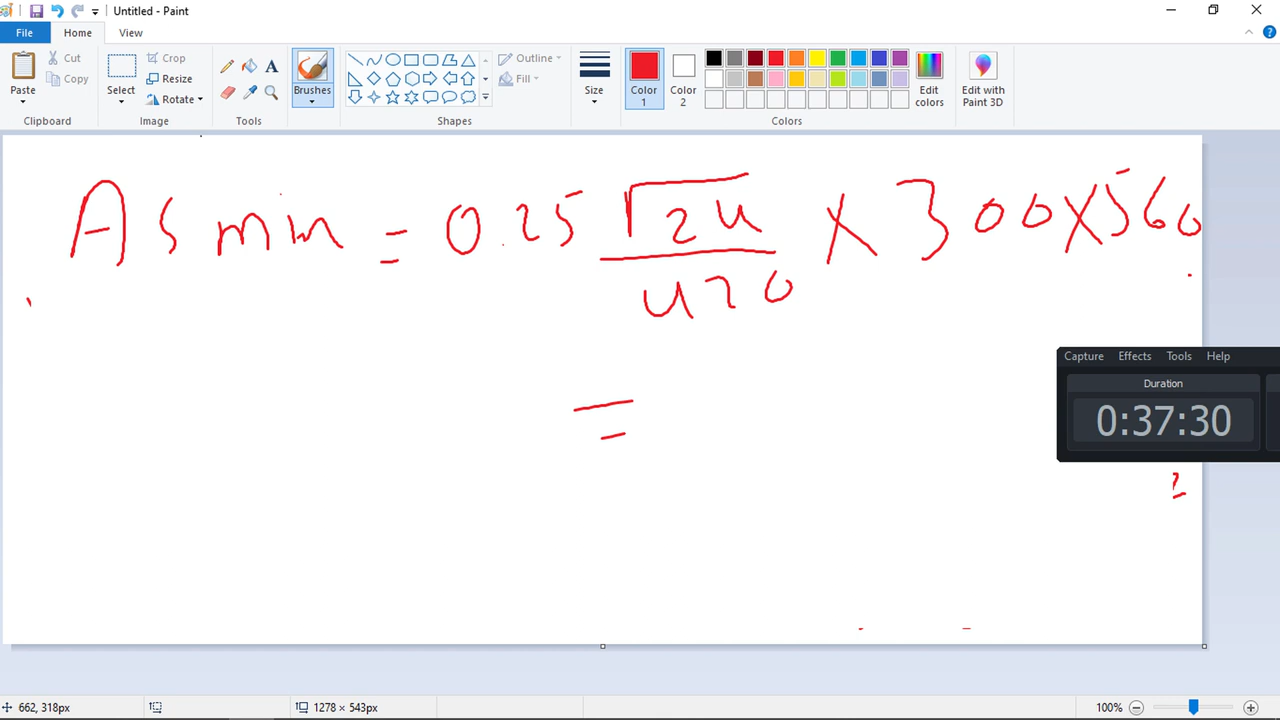 Untitled - Paint
File Home View
Paste Cut Copy Clipboard
Select Crop Resize Rotate Image
Tools
Brushes
Outline Fill Shapes
Size
Color 1 Color 2 Edit colors Colors
Edit with Paint 3D
As min = 0.25 √24 / 420 × 300×560
=
Capture Effects Tools Help
Duration
0:37:30
2
662, 318px 1278 × 543px 100%